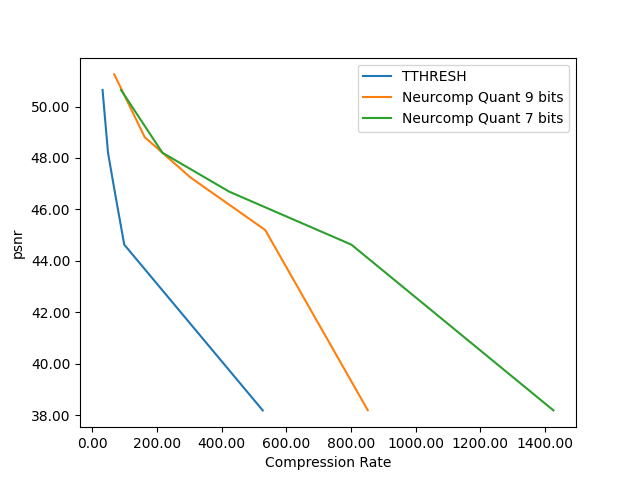 TTHRESH
Neurcomp Quant 9 bits
Neurcomp Quant 7 bits
50.00
48.00
46.00
44.00
42.00
40.00
38.00
psnr
0.00 200.00 400.00 600.00 800.00 1000.00 1200.00 1400.00
Compression Rate